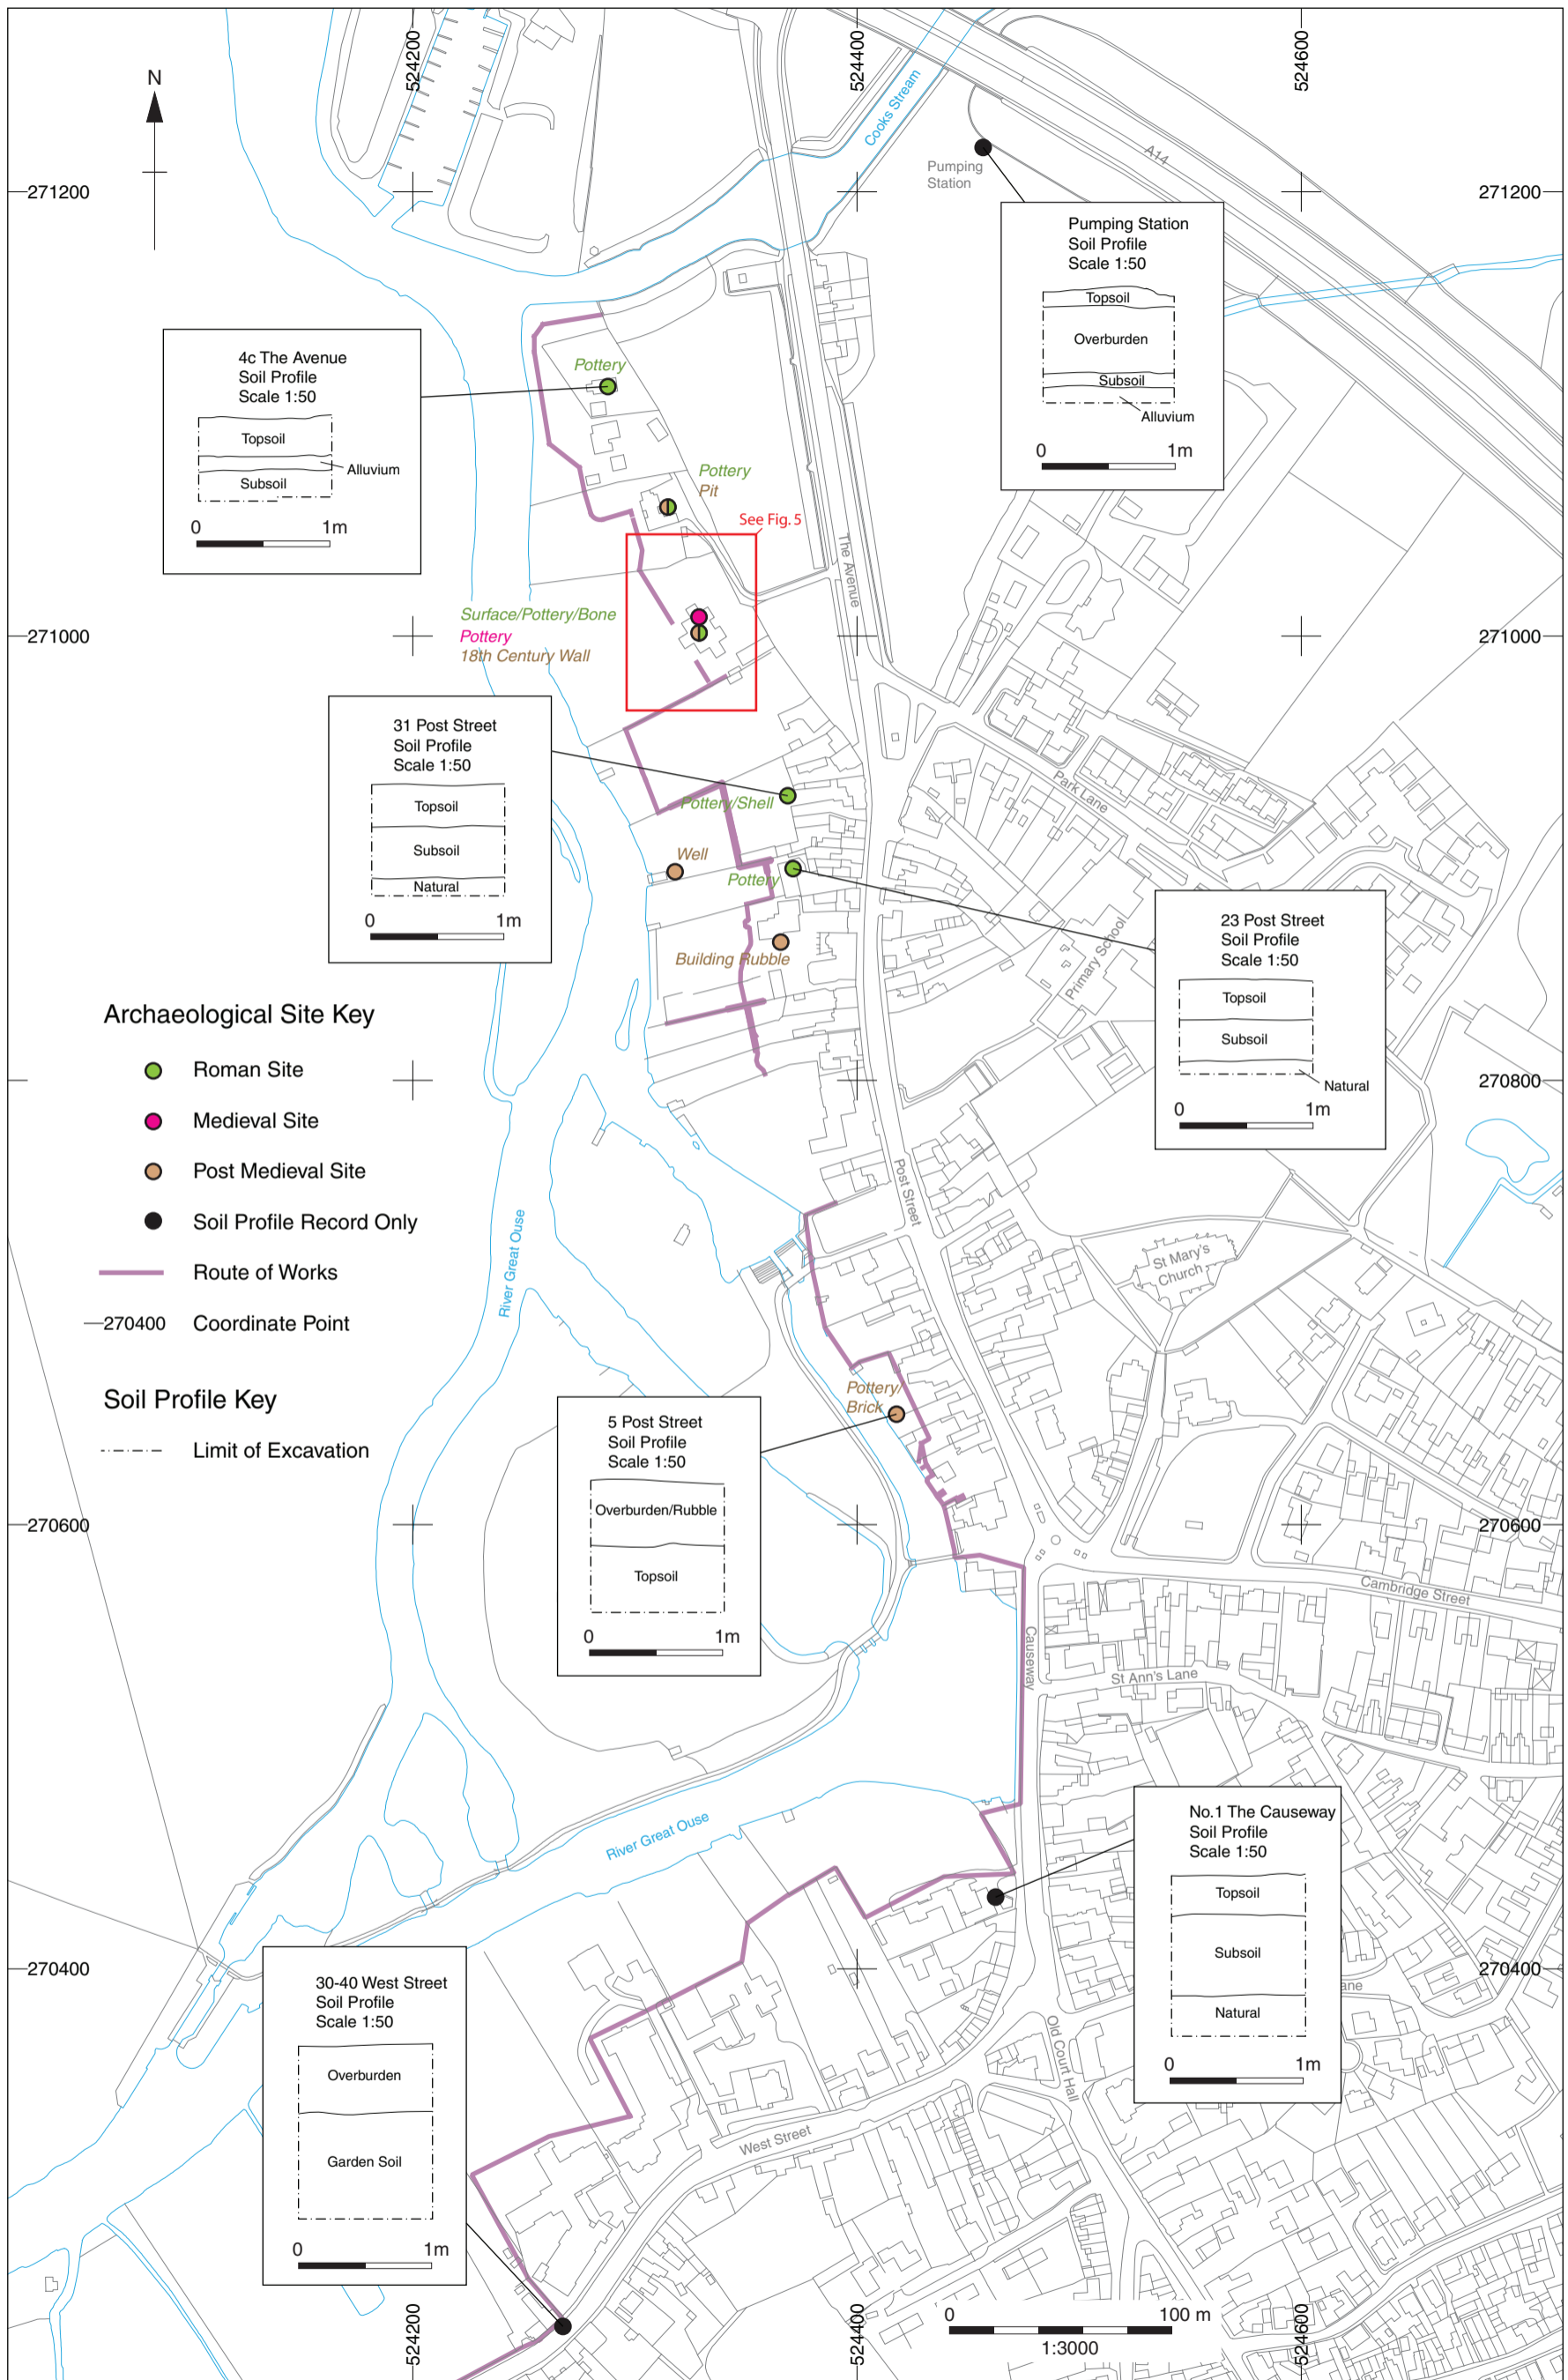 524200
524400
524600
N
Cooks Stream
A14
Pumping
Station
271200
271200
Pumping Station
Soil Profile
Scale 1:50
Topsoil
Overburden
Subsoil
Alluvium
0 1m
4c The Avenue
Soil Profile
Scale 1:50
Topsoil
Alluvium
Subsoil
0 1m
Pottery
Pottery
Pit
See Fig. 5
The Avenue
Surface/Pottery/Bone
Pottery
18th Century Wall
271000
271000
31 Post Street
Soil Profile
Scale 1:50
Topsoil
Subsoil
Natural
0 1m
Pottery/Shell
Park Lane
Well
Pottery
Building Rubble
Primary School
23 Post Street
Soil Profile
Scale 1:50
Topsoil
Subsoil
Natural
0 1m
Archaeological Site Key
Roman Site
Medieval Site
Post Medieval Site
Soil Profile Record Only
Route of Works
270400 Coordinate Point
Soil Profile Key
Limit of Excavation
270800
Post Street
River Great Ouse
St Mary's
Church
Pottery/
Brick
5 Post Street
Soil Profile
Scale 1:50
Overburden/Rubble
Topsoil
0 1m
270600
270600
Cambridge Street
Causeway
St Ann's Lane
River Great Ouse
No.1 The Causeway
Soil Profile
Scale 1:50
Topsoil
Subsoil
Natural
0 1m
270400
270400
ane
30-40 West Street
Soil Profile
Scale 1:50
Overburden
Garden Soil
0 1m
Old Court Hall
West Street
524200
524400
0 100 m
1:3000
524600